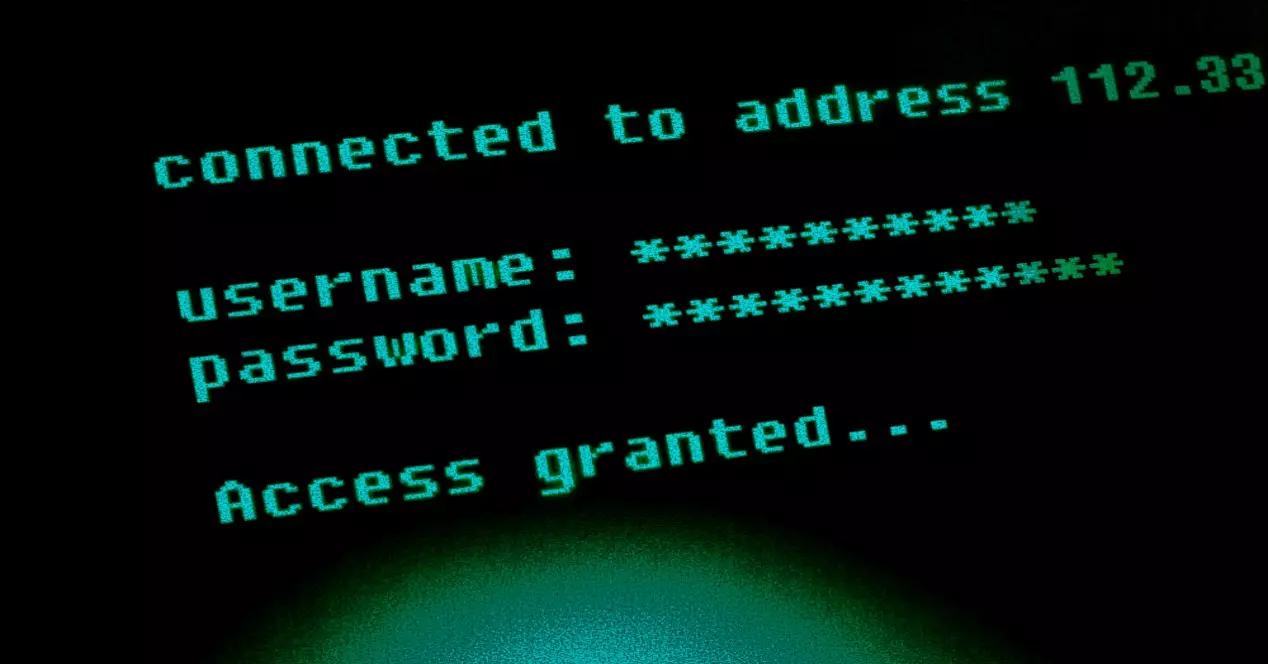 connected to address 112.33
username: **********
password: ************
Access granted...